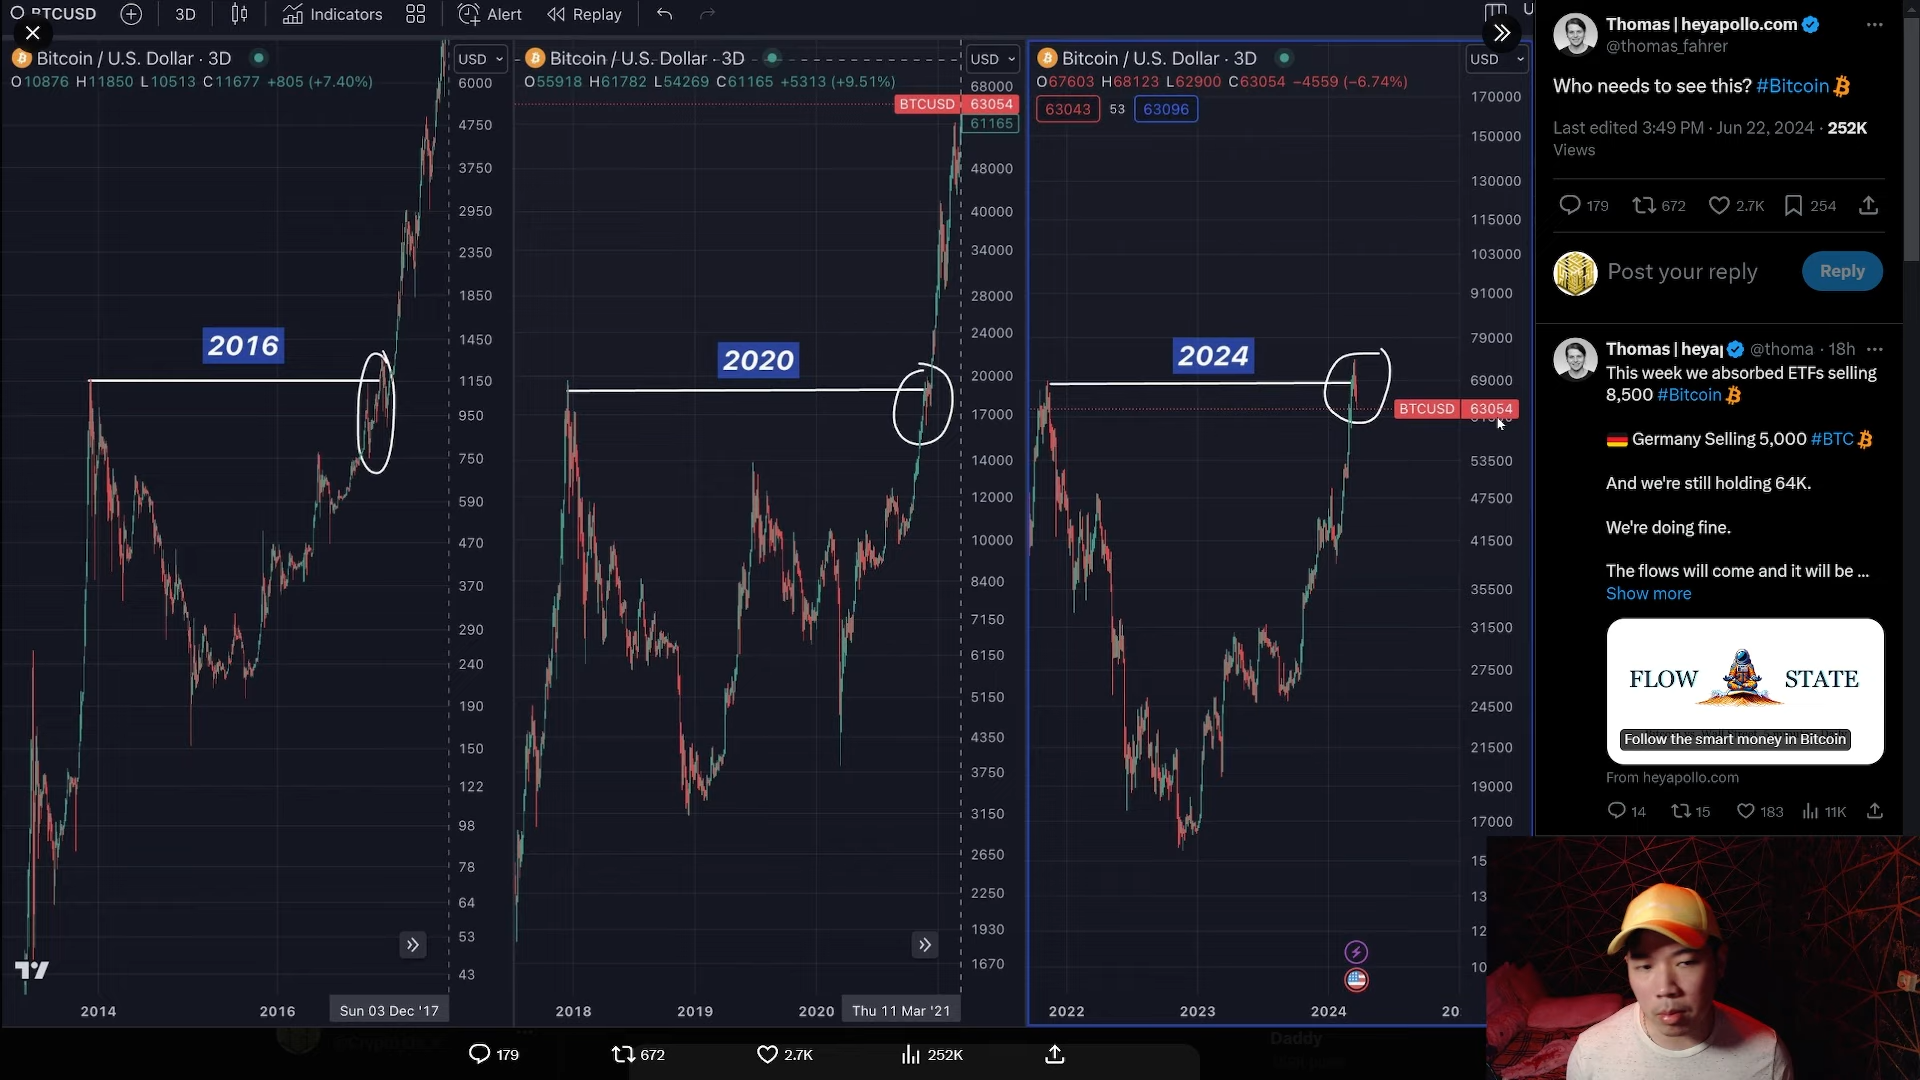 BTCUSD
3D
Indicators
Alert
Replay
Bitcoin / U.S. Dollar · 3D
USD
O10876 H11850 L10513 C11677 +805 (+7.40%)
6000
4750
3750
2950
2350
1850
1450
1150
950
750
590
470
370
290
240
190
150
122
98
78
64
53
43
2016
2014
2016
Sun 03 Dec '17
Bitcoin / U.S. Dollar · 3D
USD
O55918 H61782 L54269 C61165 +5313 (+9.51%)
68000
BTCUSD 63054
61165
48000
40000
34000
28000
24000
20000
17000
14000
12000
10000
8400
7150
6150
5150
4350
3750
3150
2650
2250
1930
1670
2020
2018
2019
2020
Thu 11 Mar '21
Bitcoin / U.S. Dollar · 3D
USD
O67603 H68123 L62900 C63054 −4559 (−6.74%)
63043
53
63096
170000
150000
130000
115000
103000
91000
79000
69000
BTCUSD 63054
53500
47500
41500
35500
31500
27500
24500
21500
19000
17000
15
13
12
10
2024
2022
2023
2024
20
179
672
2.7K
252K
Thomas | heyapollo.com
@thomas_fahrer
Who needs to see this? #Bitcoin
Last edited 3:49 PM · Jun 22, 2024 · 252K
Views
179
672
2.7K
254
Post your reply
Reply
Thomas | heya @thoma · 18h
This week we absorbed ETFs selling
8,500 #Bitcoin
Germany Selling 5,000 #BTC
And we're still holding 64K.
We're doing fine.
The flows will come and it will be ...
Show more
FLOW STATE
Follow the smart money in Bitcoin
From heyapollo.com
14
15
183
11K
Daddy